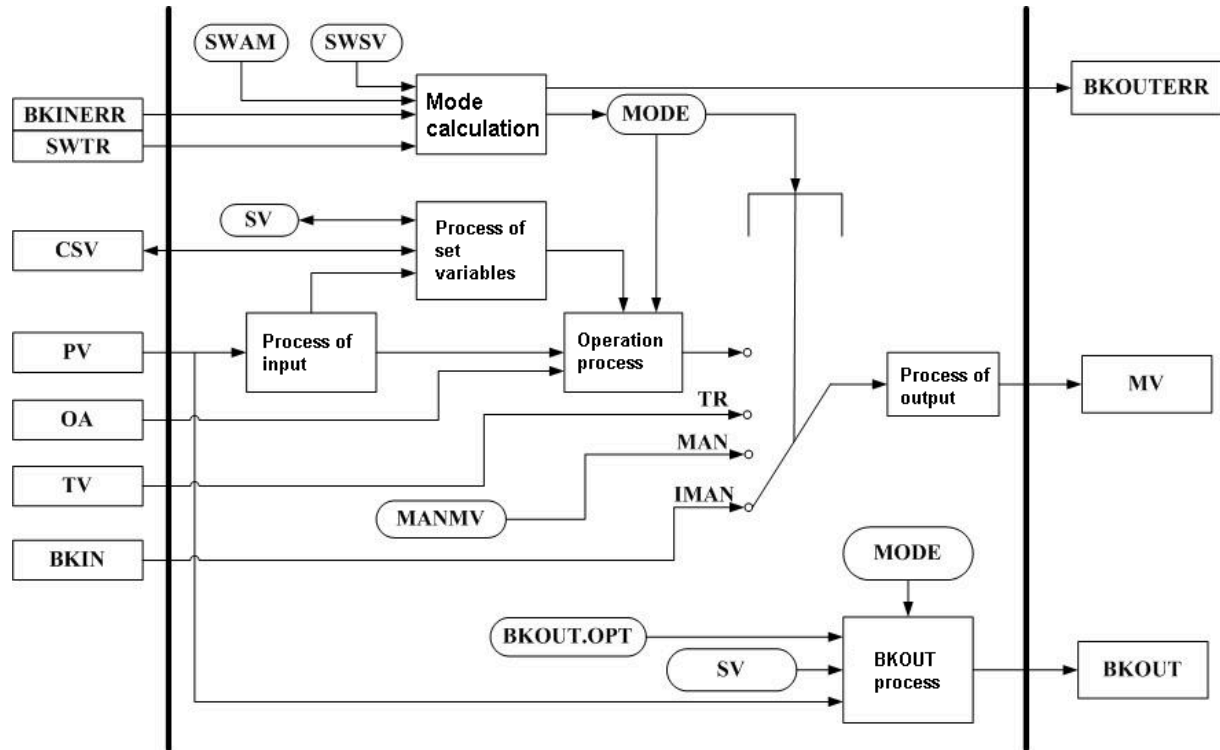 SWAM
SWSV
BKINERR
SWTR
Mode
calculation
MODE
BKOUTERR
SV
CSV
Process of
set
variables
PV
Process of
input
Operation
process
Process of
output
MV
OA
TR
MAN
TV
IMAN
MANMV
BKIN
MODE
BKOUT.OPT
SV
BKOUT
process
BKOUT